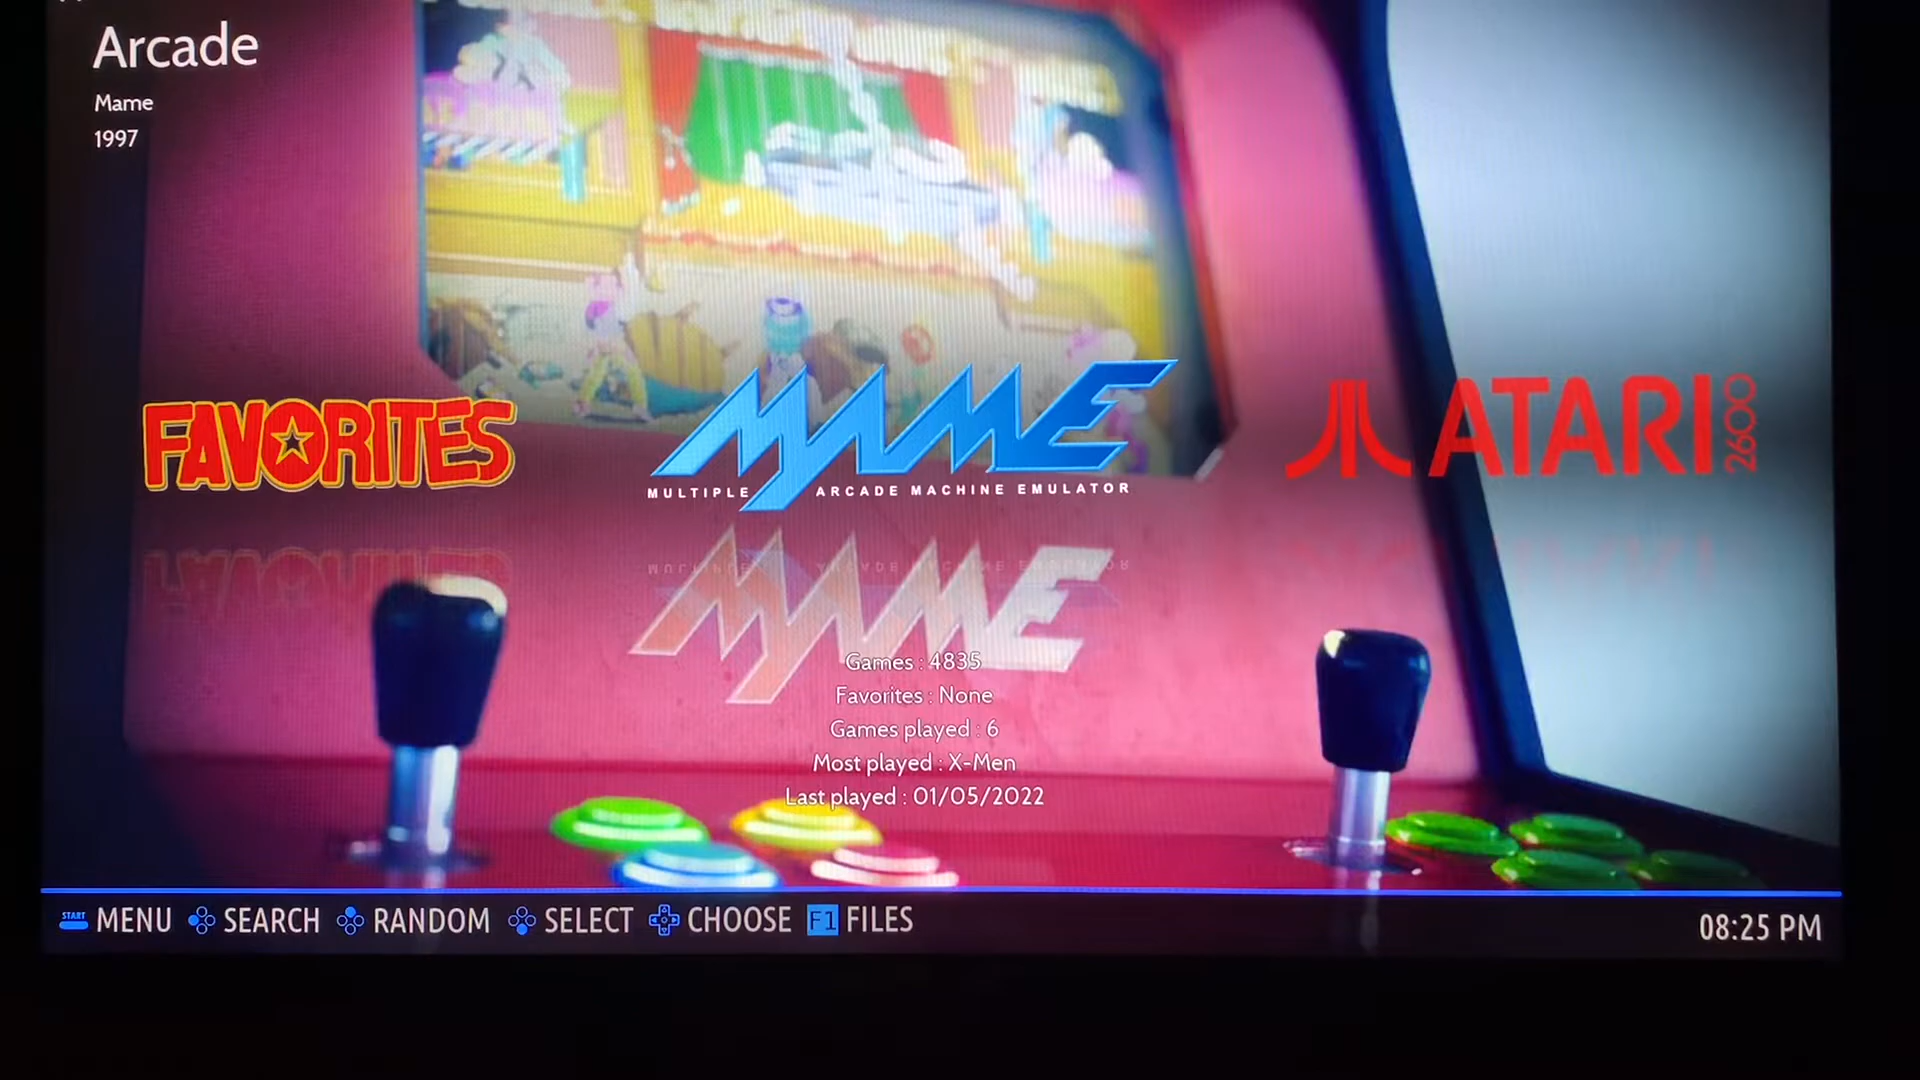 Arcade
Mame
1997
FAVORITES
MAME
MULTIPLE ARCADE MACHINE EMULATOR
ATARI 2600
MAME
Games : 4835
Favorites : None
Games played : 6
Most played : X-Men
Last played : 01/05/2022
START MENU SEARCH RANDOM SELECT CHOOSE F1 FILES
08:25 PM